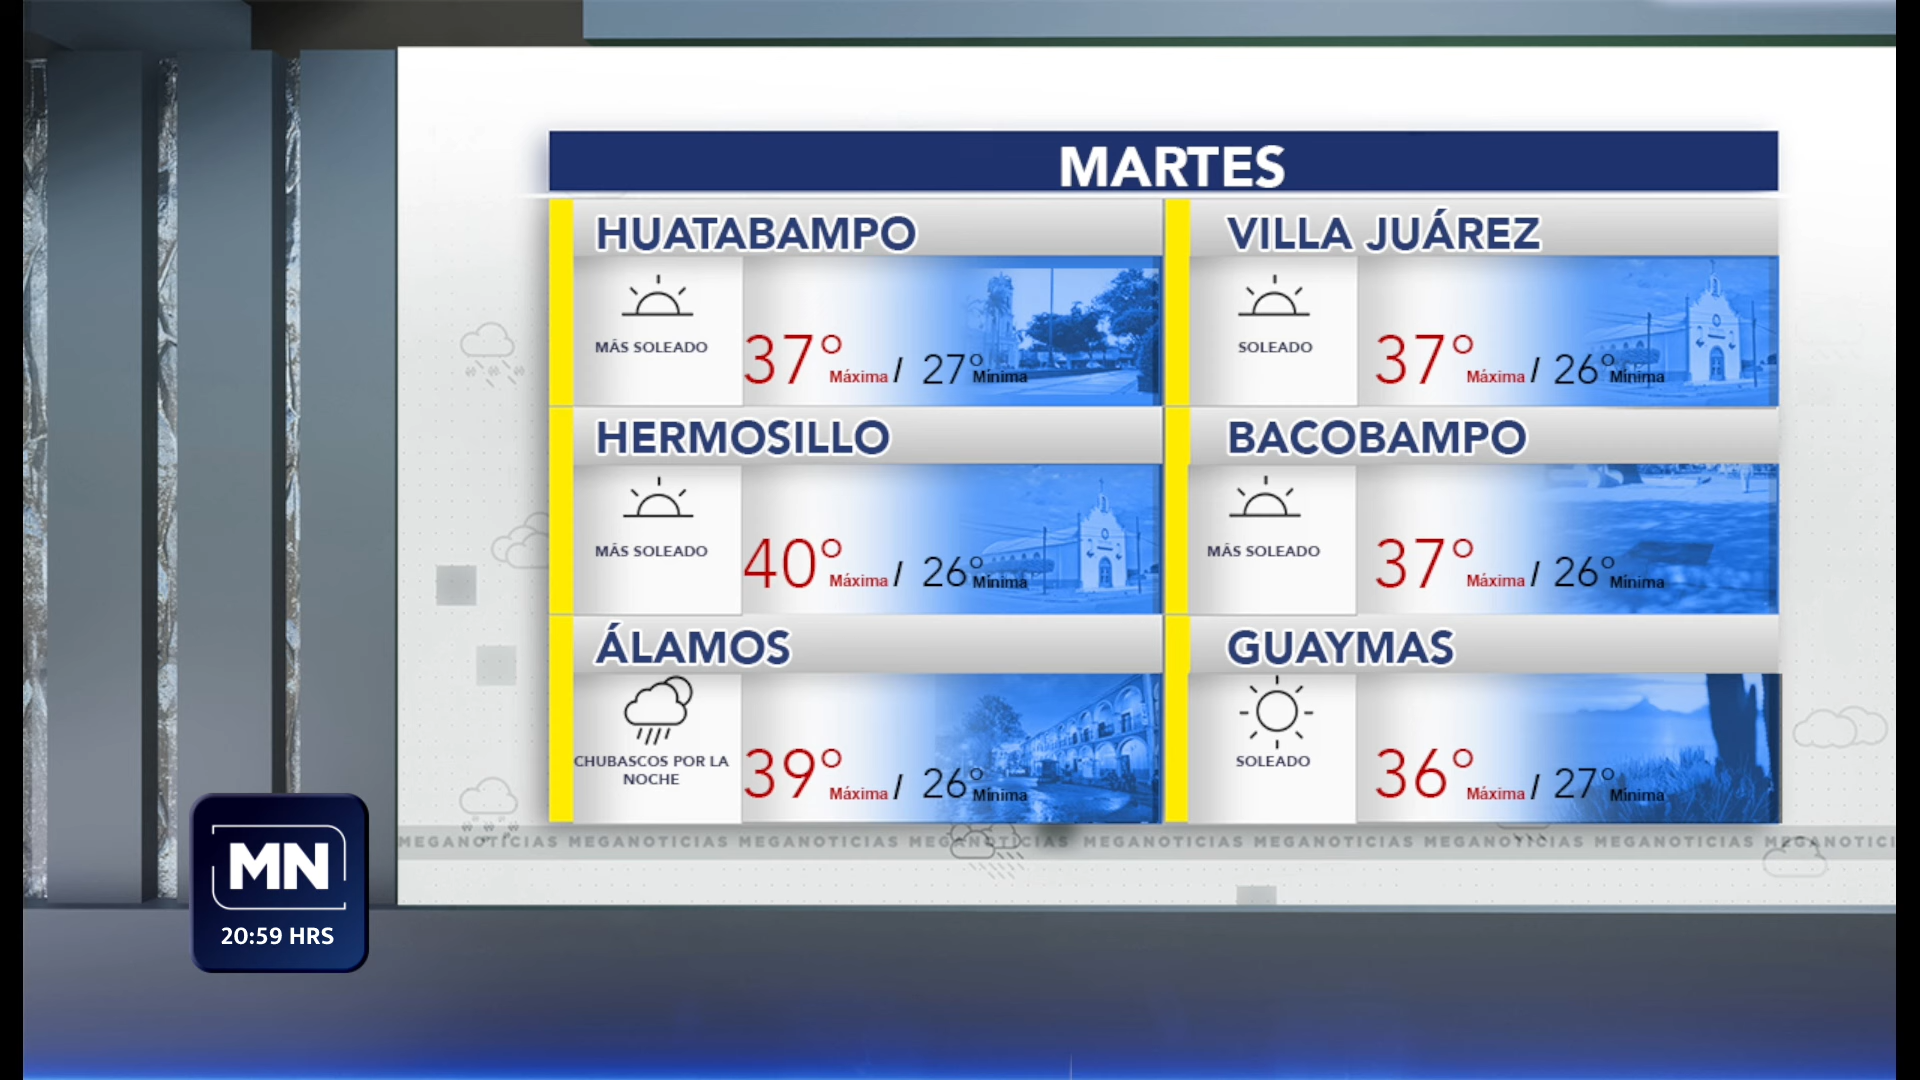 MARTES
HUATABAMPO
MÁS SOLEADO
37° Máxima / 27° Mínima
VILLA JUÁREZ
SOLEADO
37° Máxima / 26° Mínima
HERMOSILLO
MÁS SOLEADO
40° Máxima / 26° Mínima
BACOBAMPO
MÁS SOLEADO
37° Máxima / 26° Mínima
ÁLAMOS
CHUBASCOS POR LA
NOCHE
39° Máxima / 26° Mínima
GUAYMAS
SOLEADO
36° Máxima / 27° Mínima
MEGANOTICIAS MEGANOTICIAS MEGANOTICIAS MEGANOTICIAS MEGANOTICIAS MEGANOTICIAS MEGANOTICIAS MEGANOTICIAS MEGANOTICI
MN
20:59 HRS